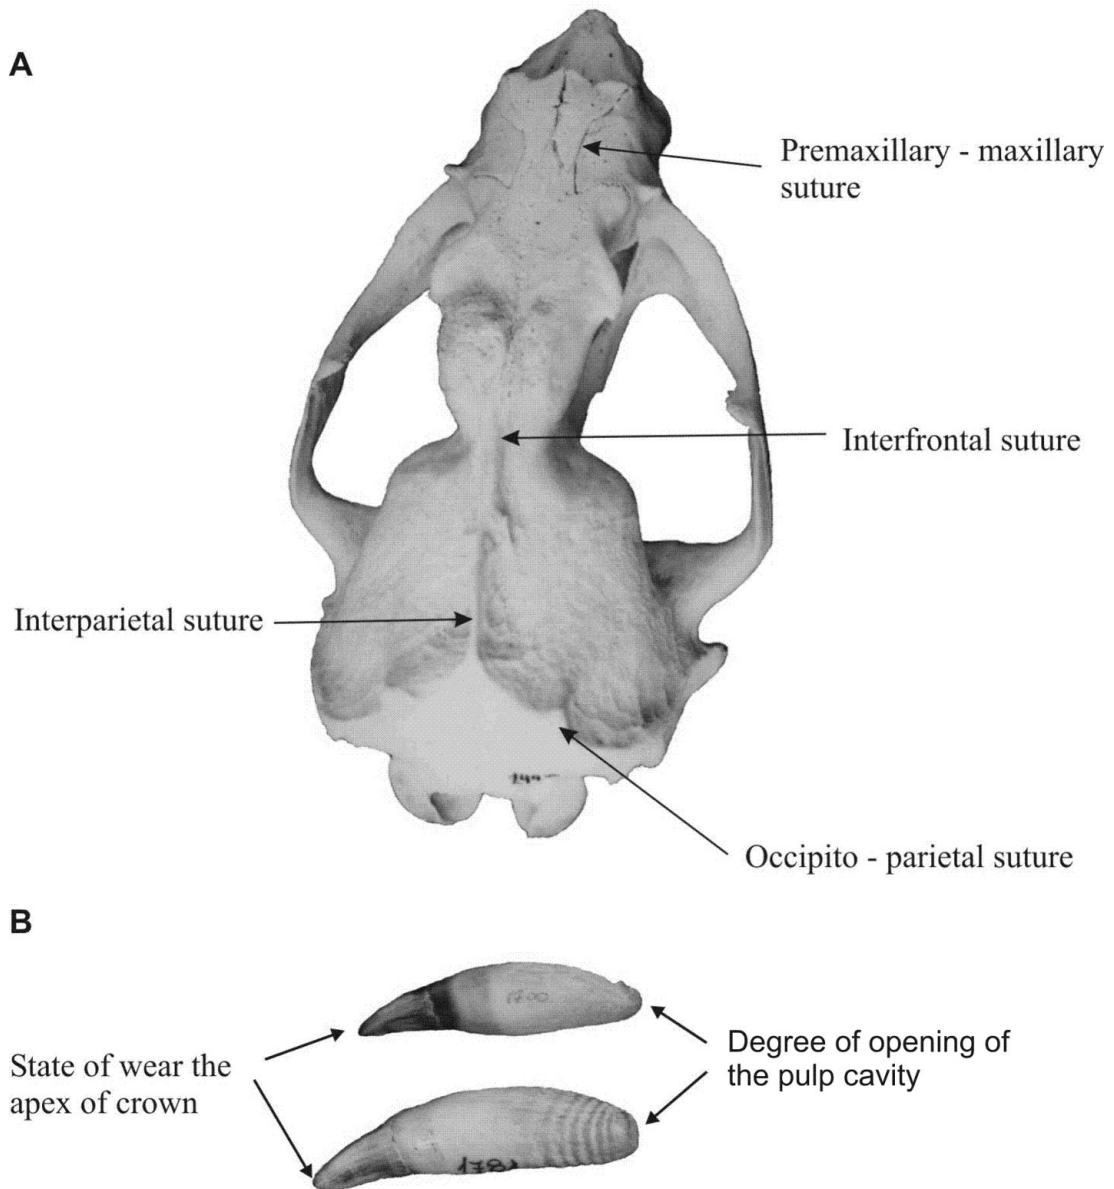 A
Premaxillary - maxillary
suture
Interfrontal suture
Interparietal suture
Occipito - parietal suture
B
1700
State of wear the
apex of crown
Degree of opening of
the pulp cavity